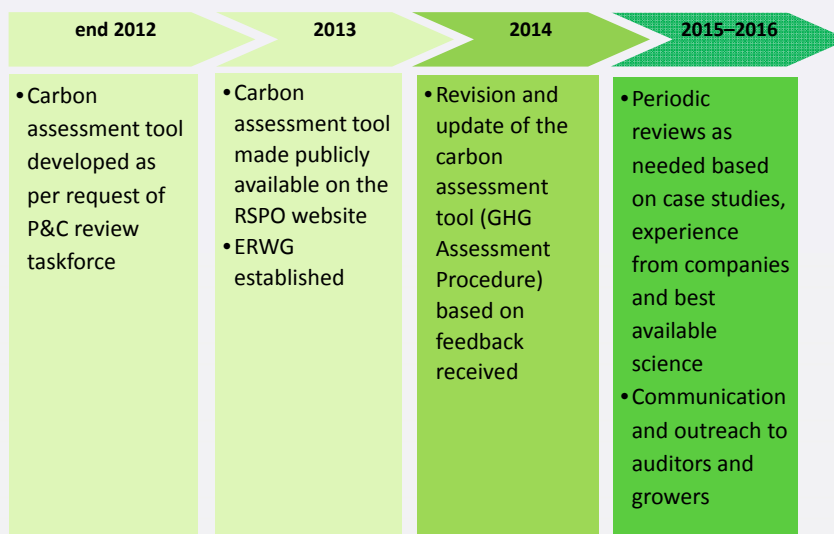 end 2012
• Carbon
assessment tool
developed as
per request of
P&C review
taskforce
2013
• Carbon
assessment tool
made publicly
available on the
RSPO website
• ERWG
established
2014
• Revision and
update of the
carbon
assessment
tool (GHG
Assessment
Procedure)
based on
feedback
received
2015–2016
• Periodic
reviews as
needed based
on case studies,
experience
from companies
and best
available
science
• Communication
and outreach to
auditors and
growers